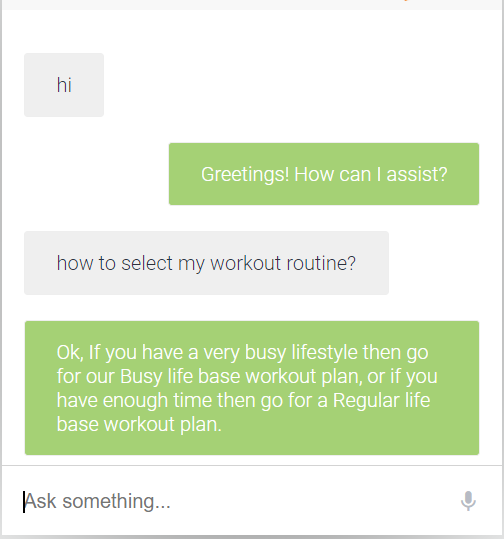 hi
Greetings! How can I assist?
how to select my workout routine?
Ok, If you have a very busy lifestyle then go
for our Busy life base workout plan, or if you
have enough time then go for a Regular life
base workout plan.
Ask something...